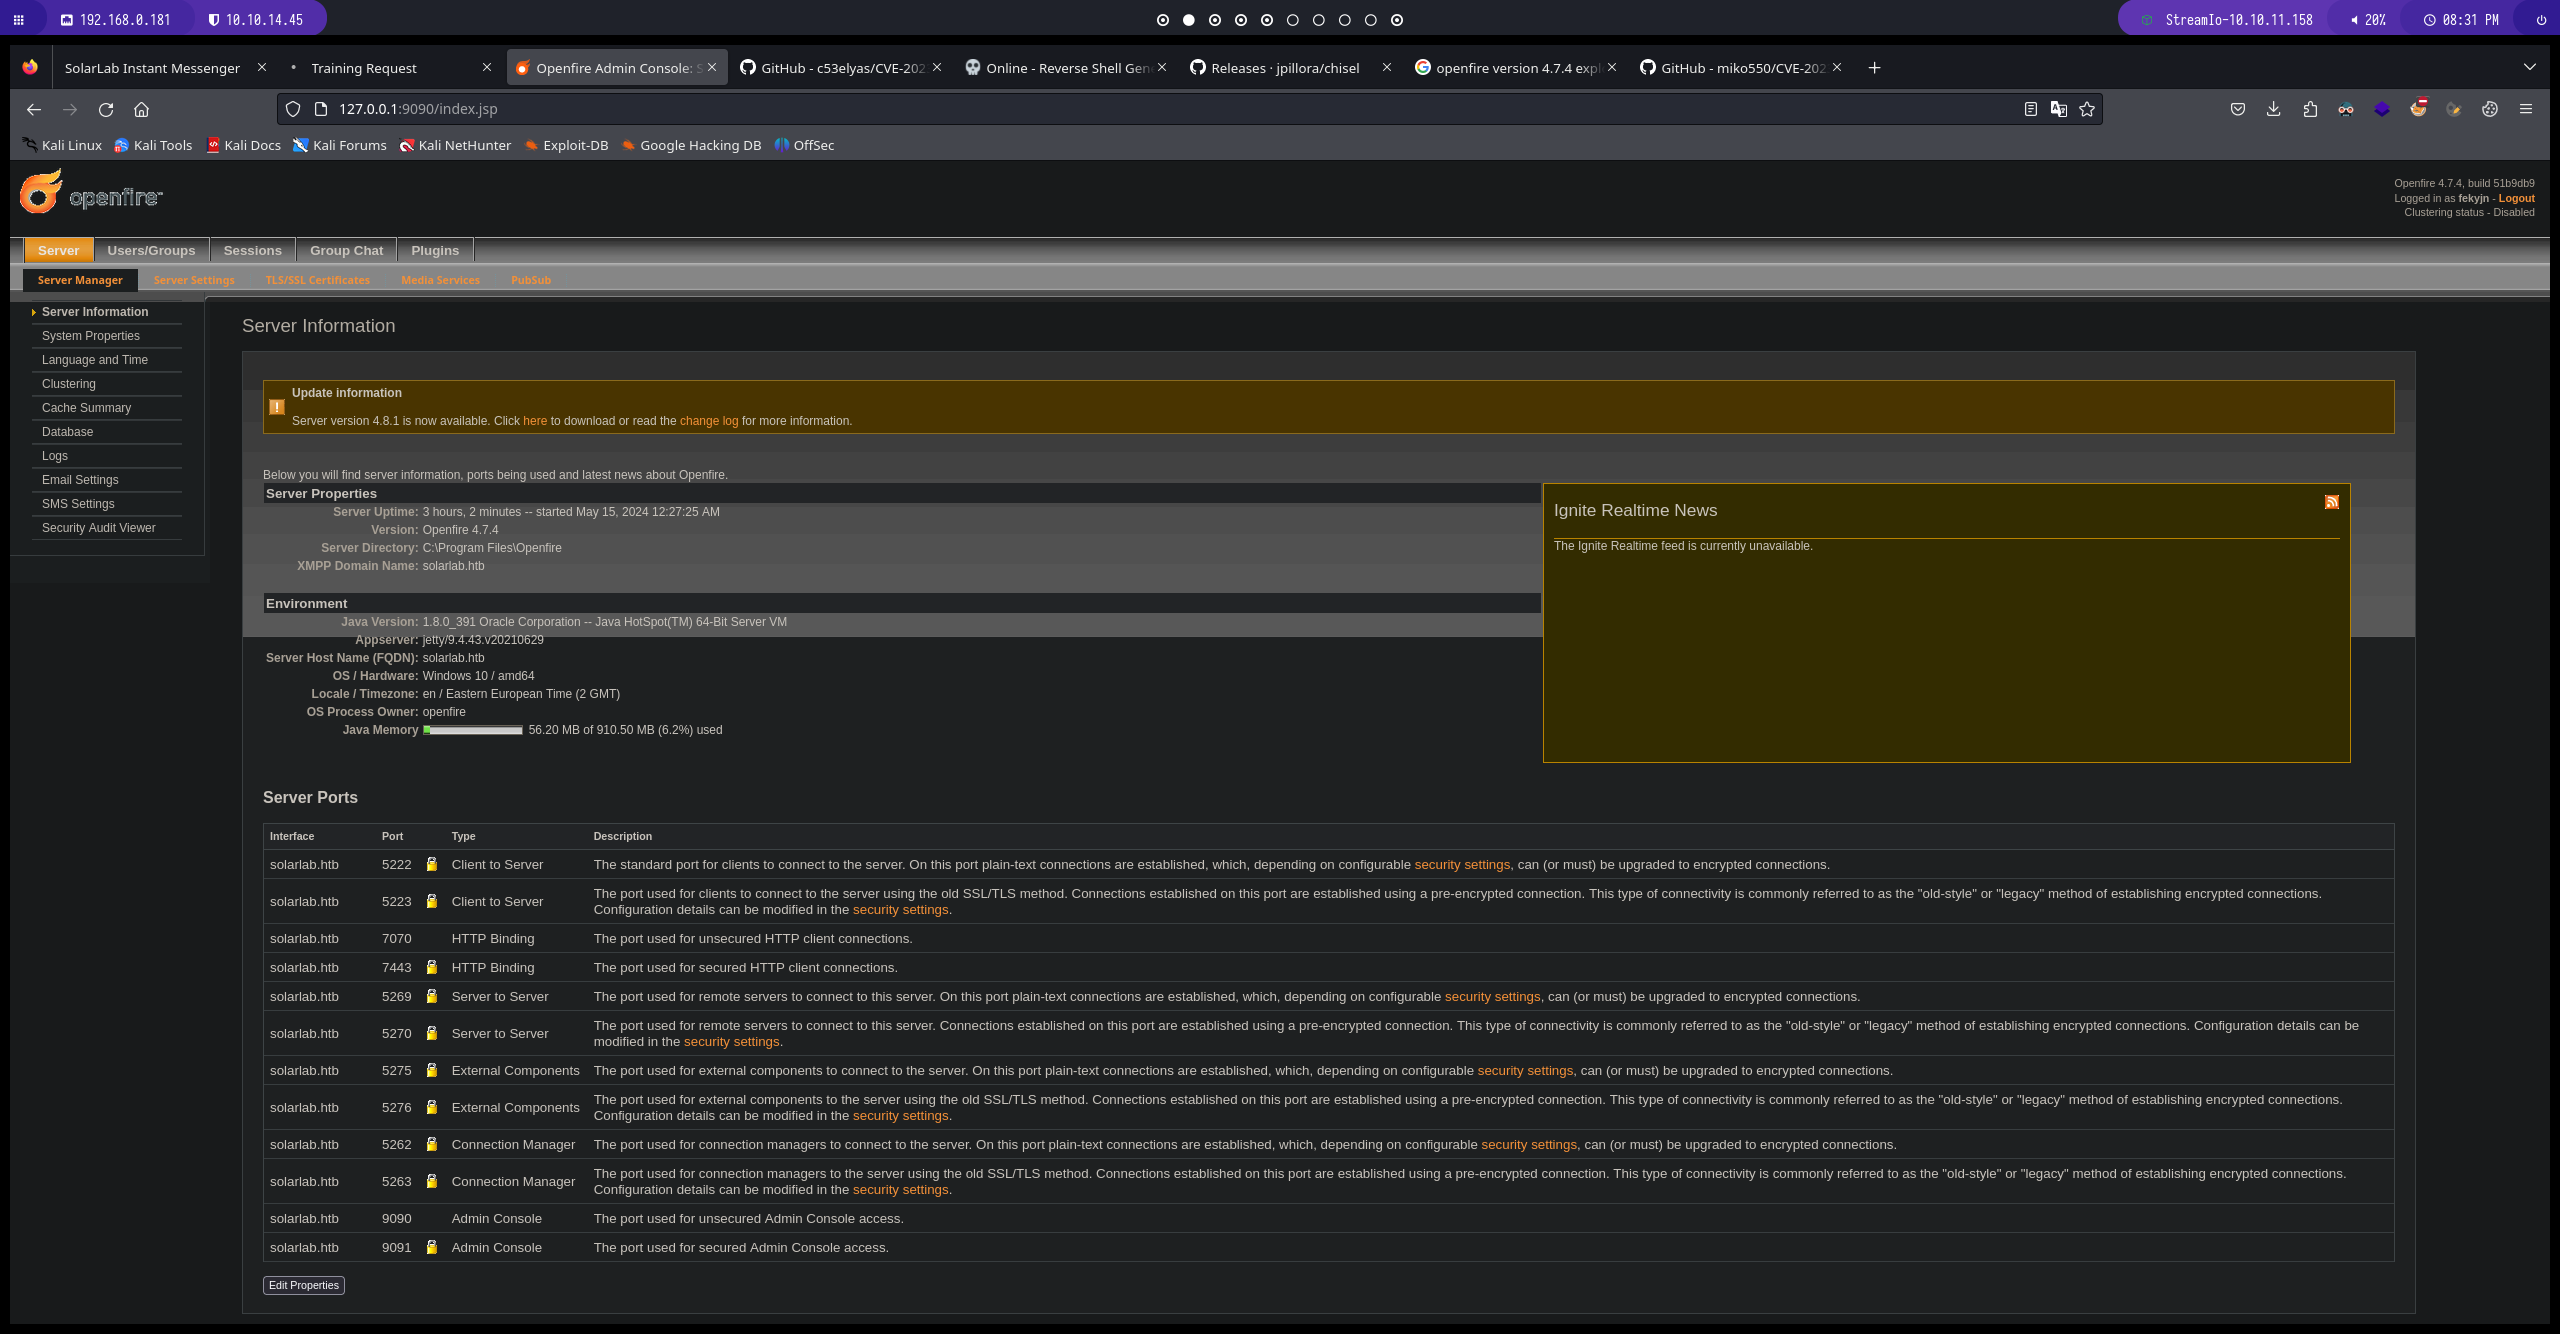 192.168.0.181 10.10.14.45 StreamIo-10.10.11.158 20% 08:31 PM
SolarLab Instant Messenger Training Request Openfire Admin Console: S GitHub - c53elyas/CVE-202 Online - Reverse Shell Gene Releases · jpillora/chisel openfire version 4.7.4 expl GitHub - miko550/CVE-202
127.0.0.1:9090/index.jsp
Kali Linux Kali Tools Kali Docs Kali Forums Kali NetHunter Exploit-DB Google Hacking DB OffSec
openfire™
Openfire 4.7.4, build 51b9db9
Logged in as fekyjn - Logout
Clustering status - Disabled
Server Users/Groups Sessions Group Chat Plugins
Server Manager Server Settings TLS/SSL Certificates Media Services PubSub
Server Information
System Properties
Language and Time
Clustering
Cache Summary
Database
Logs
Email Settings
SMS Settings
Security Audit Viewer
Server Information
Update information
Server version 4.8.1 is now available. Click here to download or read the change log for more information.
Below you will find server information, ports being used and latest news about Openfire.
Server Properties
Server Uptime: 3 hours, 2 minutes -- started May 15, 2024 12:27:25 AM
Version: Openfire 4.7.4
Server Directory: C:\Program Files\Openfire
XMPP Domain Name: solarlab.htb
Environment
Java Version: 1.8.0_391 Oracle Corporation -- Java HotSpot(TM) 64-Bit Server VM
Appserver: jetty/9.4.43.v20210629
Server Host Name (FQDN): solarlab.htb
OS / Hardware: Windows 10 / amd64
Locale / Timezone: en / Eastern European Time (2 GMT)
OS Process Owner: openfire
Java Memory 56.20 MB of 910.50 MB (6.2%) used
Ignite Realtime News
The Ignite Realtime feed is currently unavailable.
Server Ports
Interface Port Type Description
solarlab.htb 5222 Client to Server The standard port for clients to connect to the server. On this port plain-text connections are established, which, depending on configurable security settings, can (or must) be upgraded to encrypted connections.
solarlab.htb 5223 Client to Server The port used for clients to connect to the server using the old SSL/TLS method. Connections established on this port are established using a pre-encrypted connection. This type of connectivity is commonly referred to as the "old-style" or "legacy" method of establishing encrypted connections.
Configuration details can be modified in the security settings.
solarlab.htb 7070 HTTP Binding The port used for unsecured HTTP client connections.
solarlab.htb 7443 HTTP Binding The port used for secured HTTP client connections.
solarlab.htb 5269 Server to Server The port used for remote servers to connect to this server. On this port plain-text connections are established, which, depending on configurable security settings, can (or must) be upgraded to encrypted connections.
solarlab.htb 5270 Server to Server The port used for remote servers to connect to this server. Connections established on this port are established using a pre-encrypted connection. This type of connectivity is commonly referred to as the "old-style" or "legacy" method of establishing encrypted connections. Configuration details can be
modified in the security settings.
solarlab.htb 5275 External Components The port used for external components to connect to the server. On this port plain-text connections are established, which, depending on configurable security settings, can (or must) be upgraded to encrypted connections.
solarlab.htb 5276 External Components The port used for external components to the server using the old SSL/TLS method. Connections established on this port are established using a pre-encrypted connection. This type of connectivity is commonly referred to as the "old-style" or "legacy" method of establishing encrypted connections.
Configuration details can be modified in the security settings.
solarlab.htb 5262 Connection Manager The port used for connection managers to connect to the server. On this port plain-text connections are established, which, depending on configurable security settings, can (or must) be upgraded to encrypted connections.
solarlab.htb 5263 Connection Manager The port used for connection managers to the server using the old SSL/TLS method. Connections established on this port are established using a pre-encrypted connection. This type of connectivity is commonly referred to as the "old-style" or "legacy" method of establishing encrypted connections.
Configuration details can be modified in the security settings.
solarlab.htb 9090 Admin Console The port used for unsecured Admin Console access.
solarlab.htb 9091 Admin Console The port used for secured Admin Console access.
Edit Properties